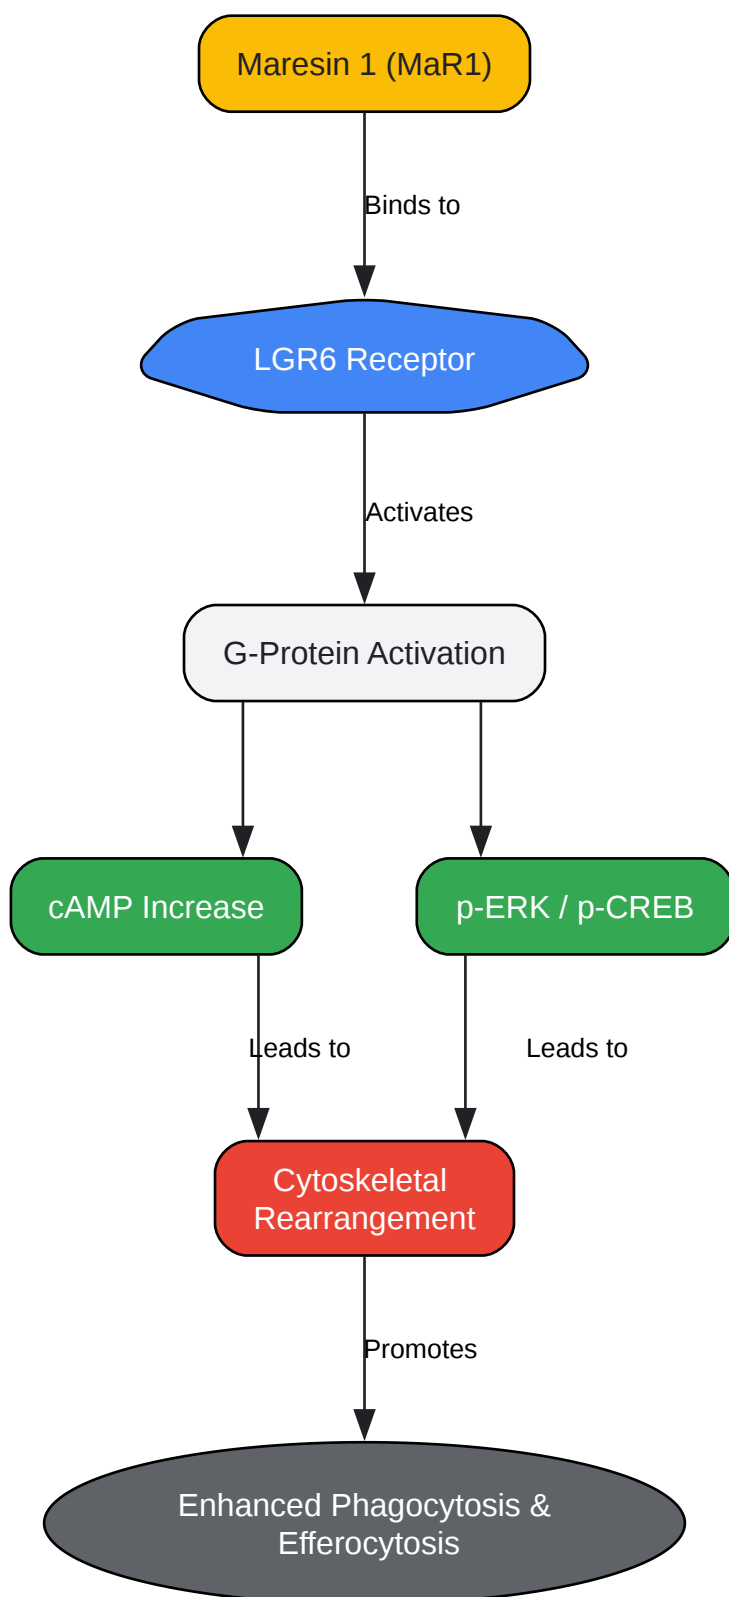 Maresin 1 (MaR1)
Binds to
LGR6 Receptor
Activates
G-Protein Activation
cAMP Increase
p-ERK / p-CREB
Leads to
Leads to
Cytoskeletal
Rearrangement
Promotes
Enhanced Phagocytosis &
Efferocytosis